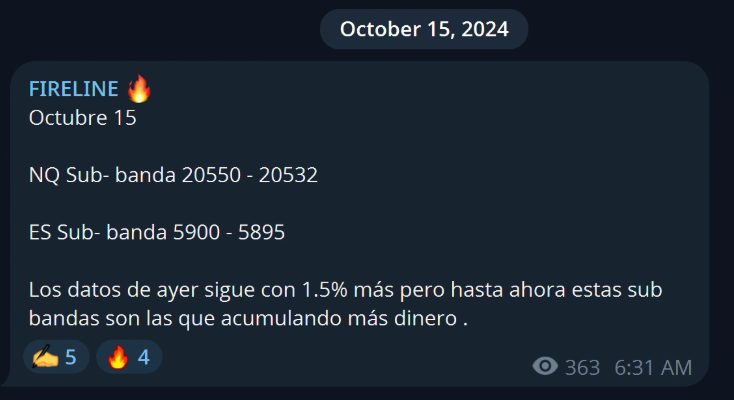 October 15, 2024
FIRELINE 🔥
Octubre 15
NQ Sub- banda 20550 - 20532
ES Sub- banda 5900 - 5895
Los datos de ayer sigue con 1.5% más pero hasta ahora estas sub
bandas son las que acumulando más dinero .
✍️ 5 🔥 4
363 6:31 AM